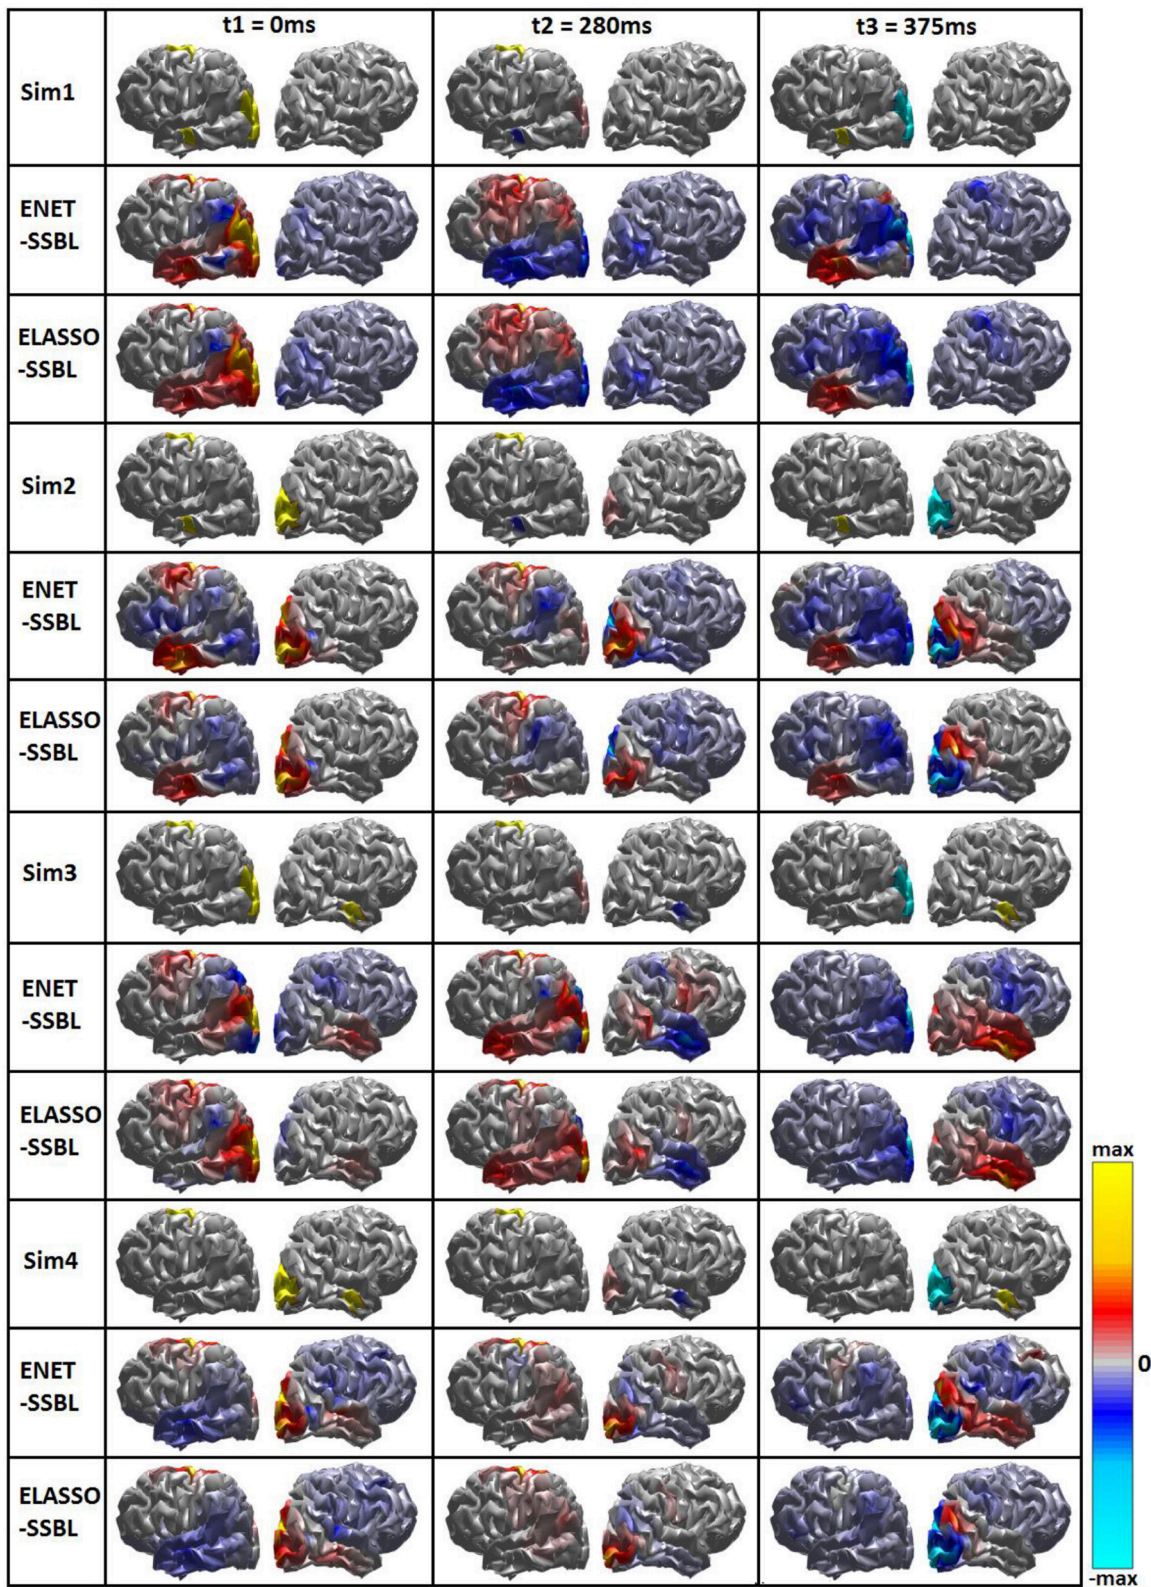 t1 = 0ms
t2 = 280ms
t3 = 375ms
Sim1
ENET
-SSBL
ELASSO
-SSBL
Sim2
ENET
-SSBL
ELASSO
-SSBL
Sim3
ENET
-SSBL
ELASSO
-SSBL
Sim4
ENET
-SSBL
ELASSO
-SSBL
max
0
-max